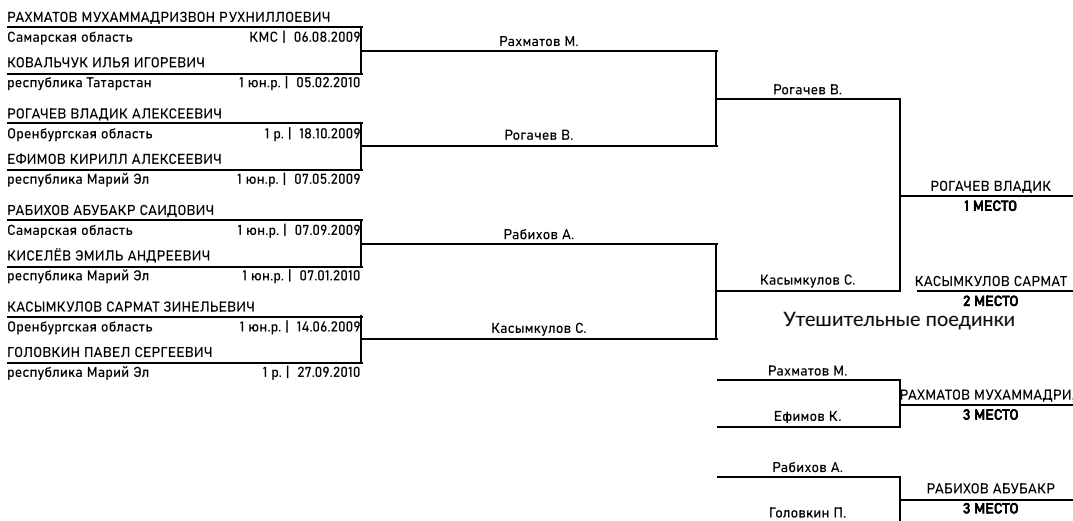 РАХМАТОВ МУХАММАДРИЗВОН РУХНИЛЛОЕВИЧ
Самарская область КМС | 06.08.2009
КОВАЛЬЧУК ИЛЬЯ ИГОРЕВИЧ
республика Татарстан 1 юн.р. | 05.02.2010
РОГАЧЕВ ВЛАДИК АЛЕКСЕЕВИЧ
Оренбургская область 1 р. | 18.10.2009
ЕФИМОВ КИРИЛЛ АЛЕКСЕЕВИЧ
республика Марий Эл 1 юн.р. | 07.05.2009
РАБИХОВ АБУБАКР САИДОВИЧ
Самарская область 1 юн.р. | 07.09.2009
КИСЕЛЁВ ЭМИЛЬ АНДРЕЕВИЧ
республика Марий Эл 1 юн.р. | 07.01.2010
КАСЫМКУЛОВ САРМАТ ЗИНЕЛЬЕВИЧ
Оренбургская область 1 юн.р. | 14.06.2009
ГОЛОВКИН ПАВЕЛ СЕРГЕЕВИЧ
республика Марий Эл 1 р. | 27.09.2010
Рахматов М.
Рогачев В.
Рабихов А.
Касымкулов С.
Рогачев В.
Касымкулов С.
РОГАЧЕВ ВЛАДИК
1 МЕСТО
КАСЫМКУЛОВ САРМАТ
2 МЕСТО
Утешительные поединки
Рахматов М.
Ефимов К.
РАХМАТОВ МУХАММАДРИ
3 МЕСТО
Рабихов А.
Головкин П.
РАБИХОВ АБУБАКР
3 МЕСТО